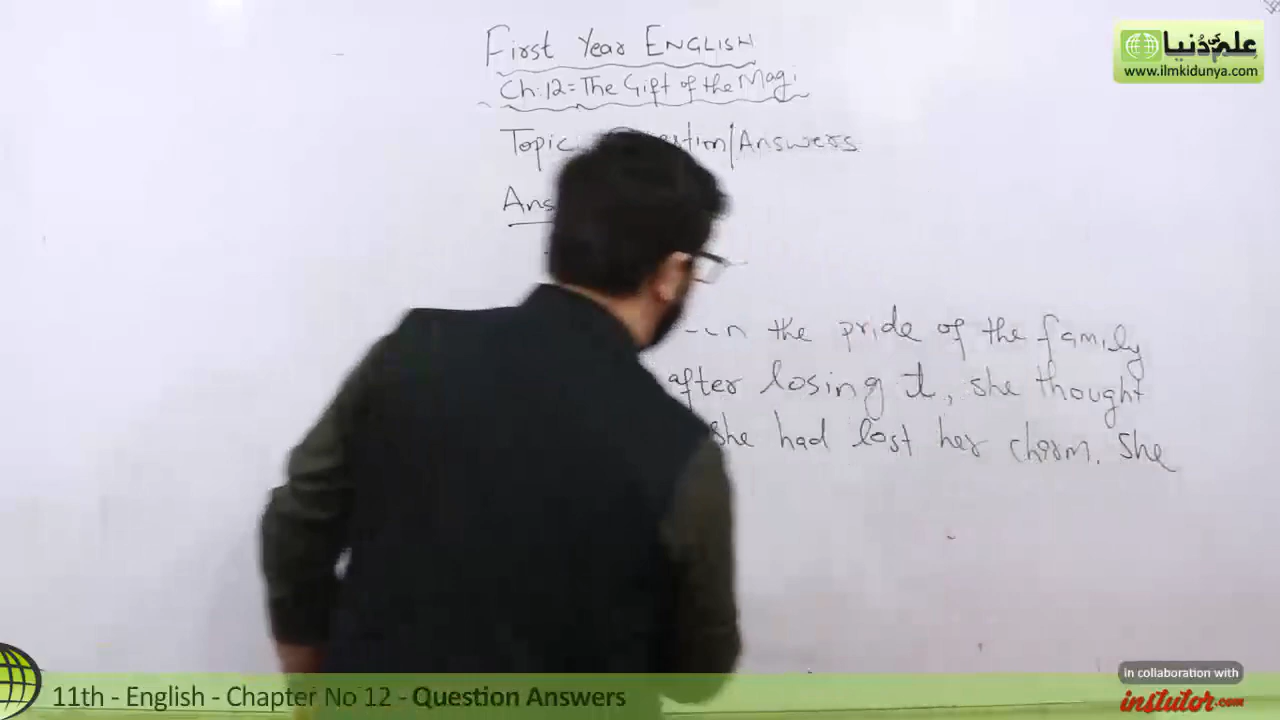 First Year ENGLISH
علم کی دنیا
www.ilmkidunya.com
Ch:12= The Gift of the Magi
Topic Question/Answers
Ans
in the pride of the family
after losing it, she thought
she had lost her charm. She
In collaboration with
instutor.com
11th - English - Chapter No 12 - Question Answers